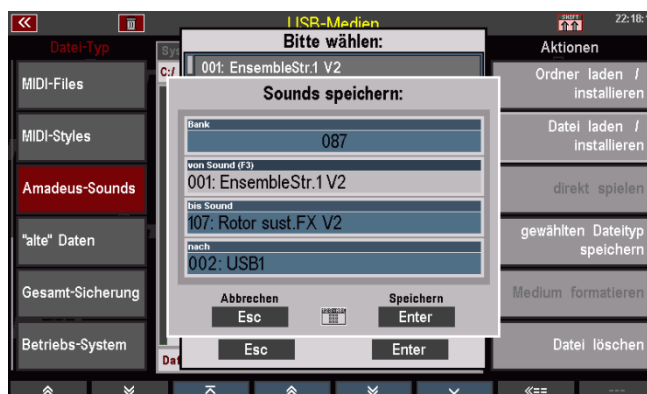 USB-Medien
SHIFT
22:18:
Datei-Typ
Sys
Bitte wählen:
Aktionen
C:/
001: EnsembleStr.1 V2
MIDI-Files
Ordner laden /
installieren
Sounds speichern:
MIDI-Styles
Bank
087
Datei laden /
installieren
von Sound (F3)
001: EnsembleStr.1 V2
Amadeus-Sounds
direkt spielen
bis Sound
107: Rotor sust.FX V2
"alte" Daten
gewählten Dateityp
speichern
nach
002: USB1
Gesamt-Sicherung
Medium formatieren
Abbrechen
Esc
Speichern
Enter
Betriebs-System
Esc
Enter
Datei löschen
Dat
«==
---